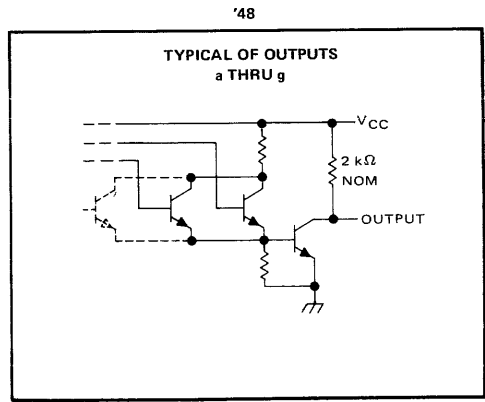 '48
TYPICAL OF OUTPUTS
a THRU g
VCC
2 kΩ
NOM
OUTPUT